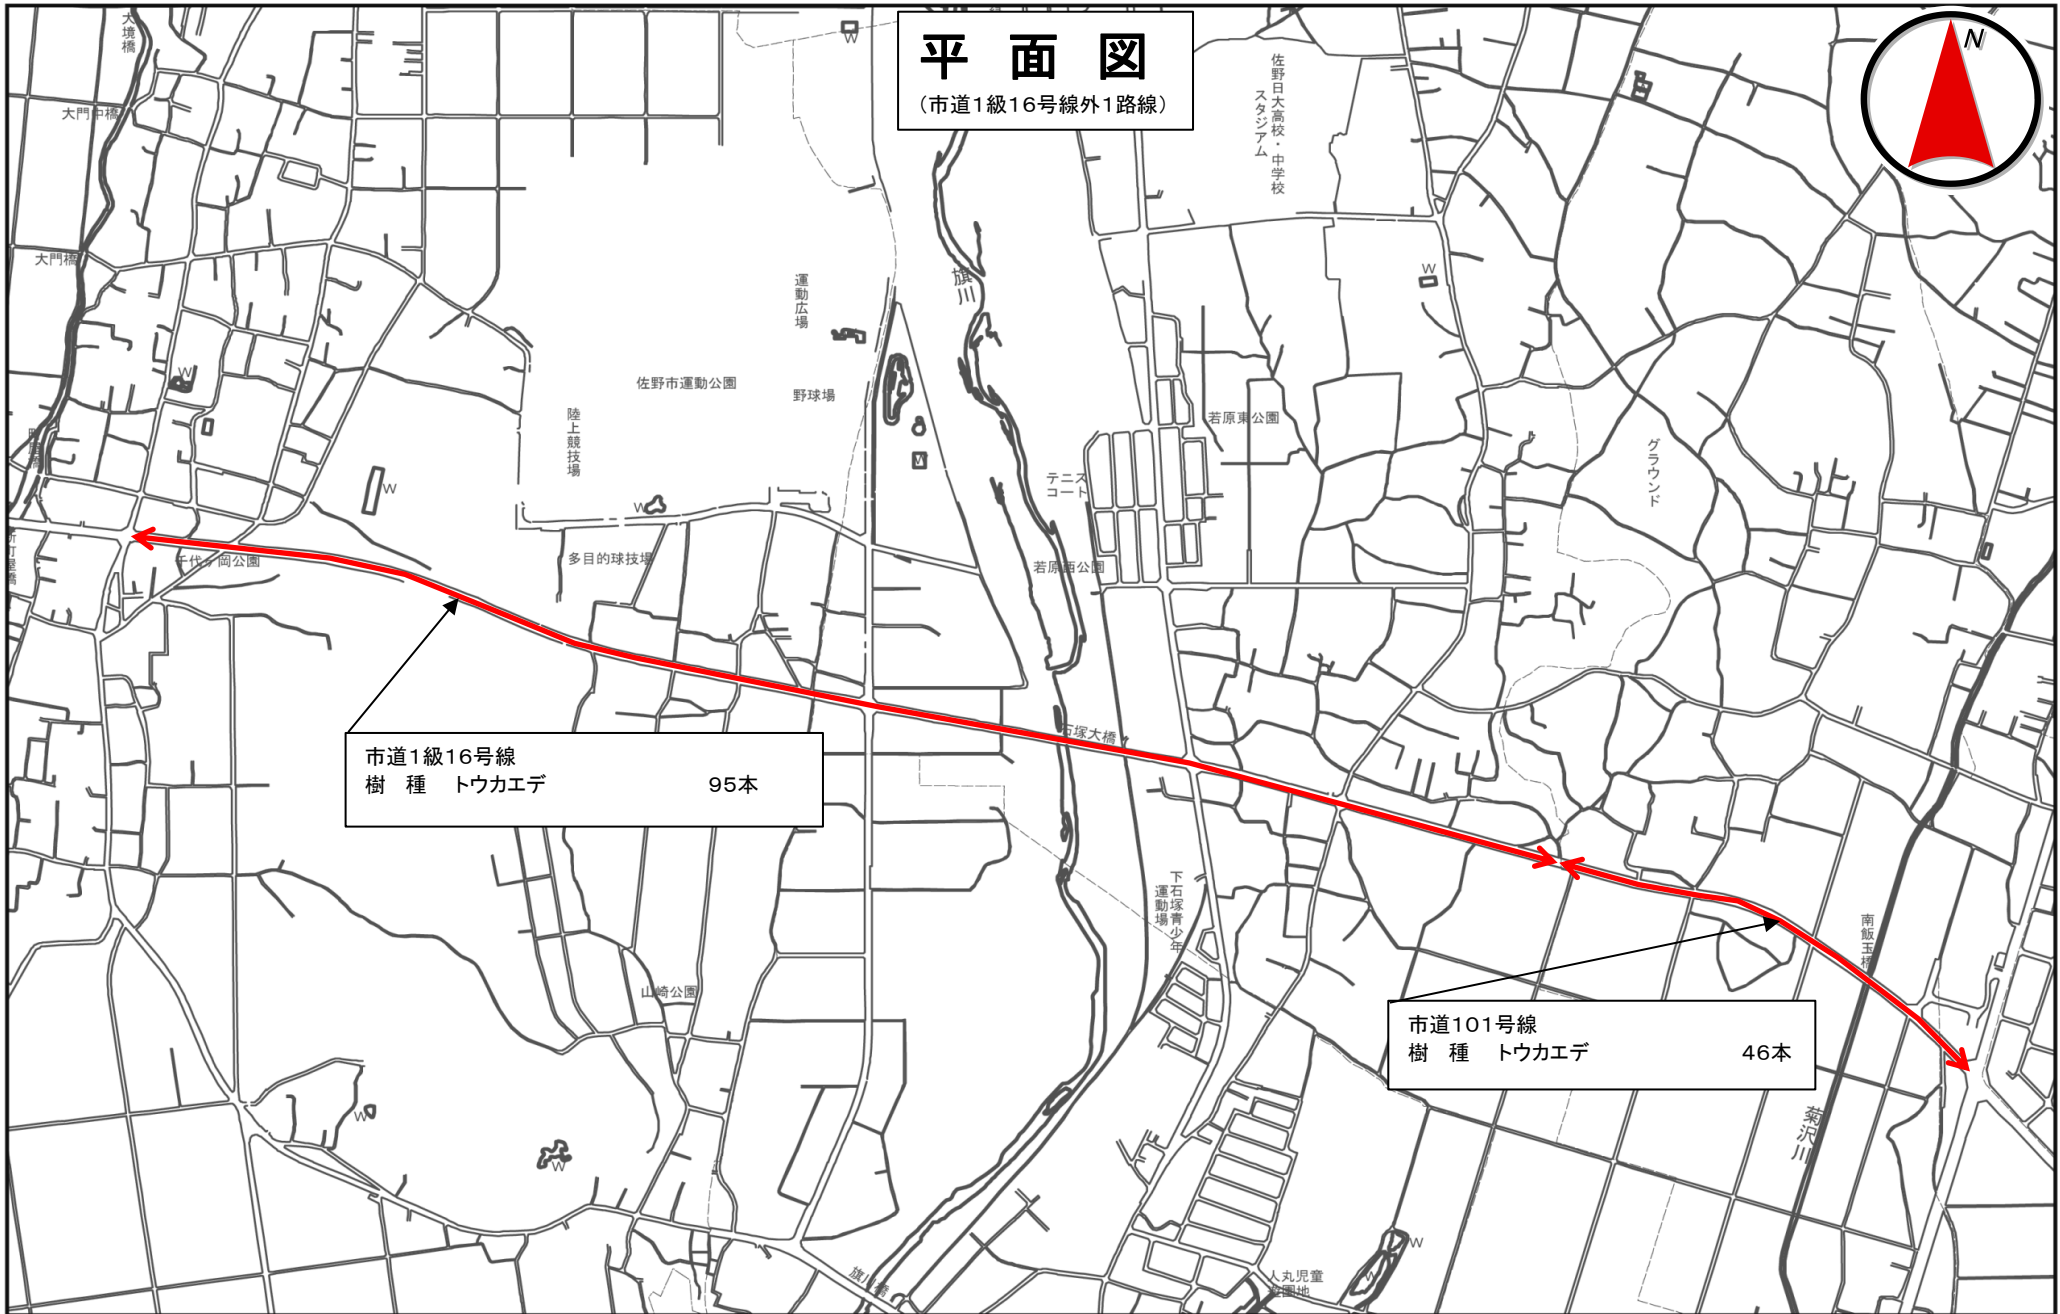 平面図
(市道1級16号線外1路線)
N
大境橋
大門中橋
大門橋
W
佐野日大高校・中学校
スタジアム
旗川
運動広場
W
W
佐野市運動公園
野球場
陸上競技場
若原東公園
グラウンド
テニス
コート
W
W
W
千代ヶ岡公園
多目的球技場
若原西公園
新町屋橋
石塚大橋
市道1級16号線
樹 種 トウカエデ 95本
下石塚青少年
運動場
南飯玉橋
山崎公園
市道101号線
樹 種 トウカエデ 46本
菊沢川
W
W
W
W
旗川橋
人丸児童
遊園地